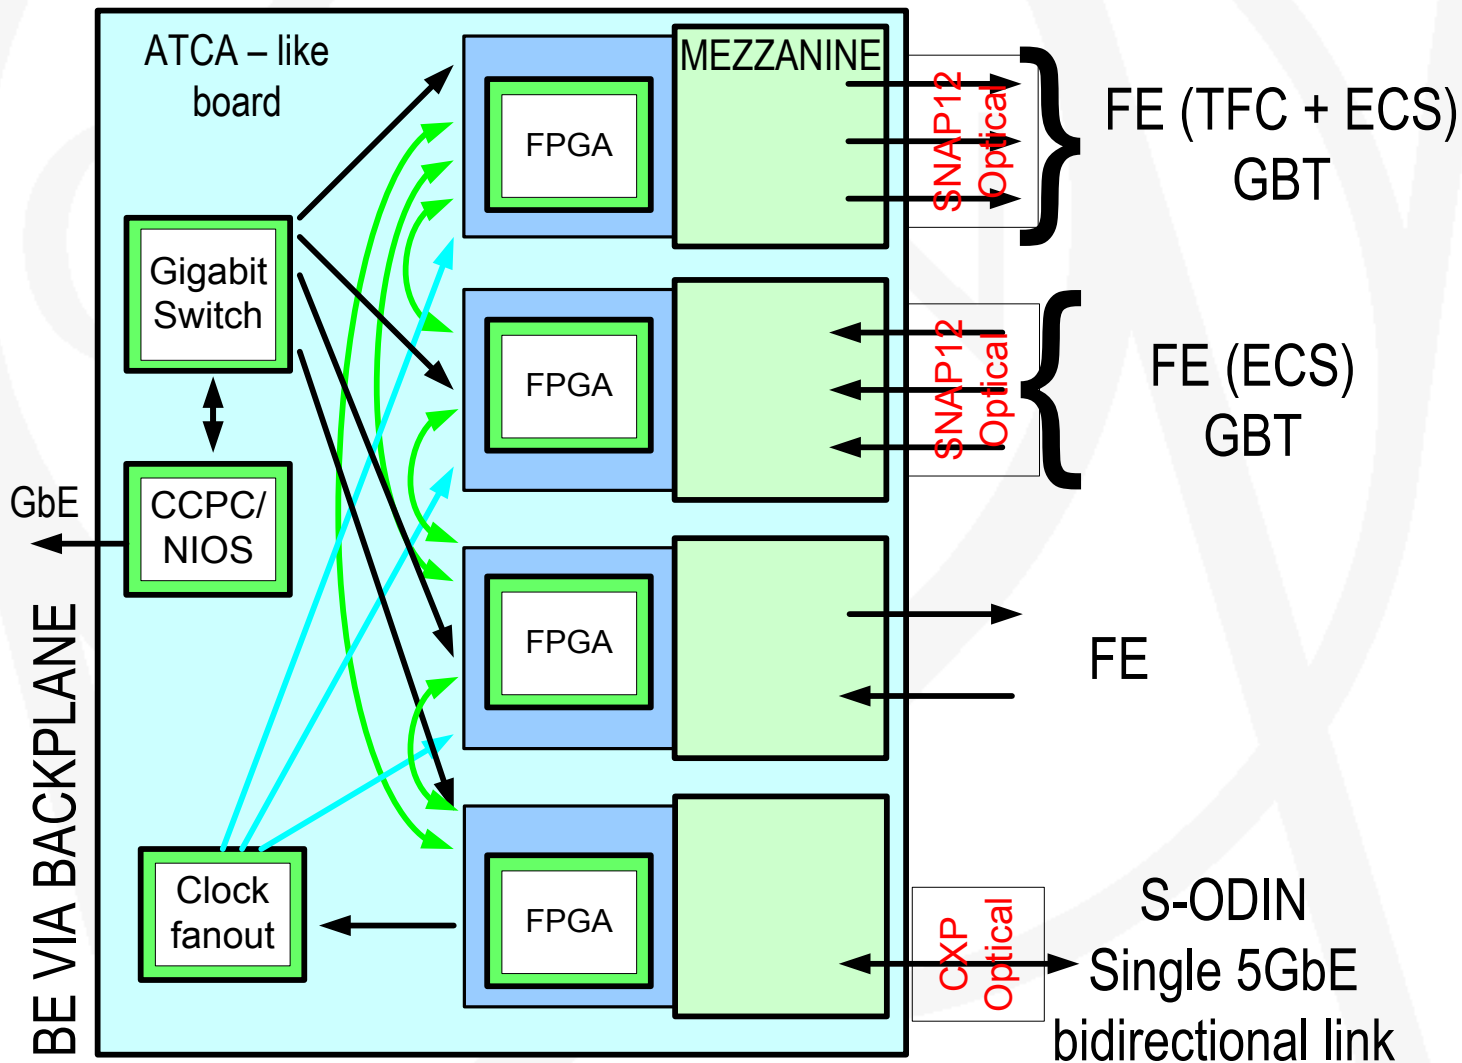 ATCA – like
board
MEZZANINE
FPGA
SNAP12
Optical
FE (TFC + ECS)
GBT
Gigabit
Switch
FPGA
SNAP12
Optical
FE (ECS)
GBT
GbE
CCPC/
NIOS
FPGA
FE
BE VIA BACKPLANE
Clock
fanout
FPGA
CXP
Optical
S-ODIN
Single 5GbE
bidirectional link